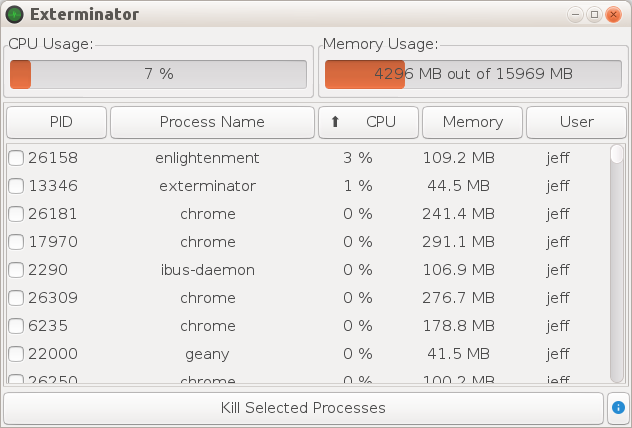 Exterminator
CPU Usage: Memory Usage:
7 % 4296 MB out of 15969 MB
PID Process Name ⬆ CPU Memory User
26158 enlightenment 3 % 109.2 MB jeff
13346 exterminator 1 % 44.5 MB jeff
26181 chrome 0 % 241.4 MB jeff
17970 chrome 0 % 291.1 MB jeff
2290 ibus-daemon 0 % 106.9 MB jeff
26309 chrome 0 % 276.7 MB jeff
6235 chrome 0 % 178.8 MB jeff
22000 geany 0 % 41.5 MB jeff
26250 chrome 0 % 100.2 MB jeff
Kill Selected Processes